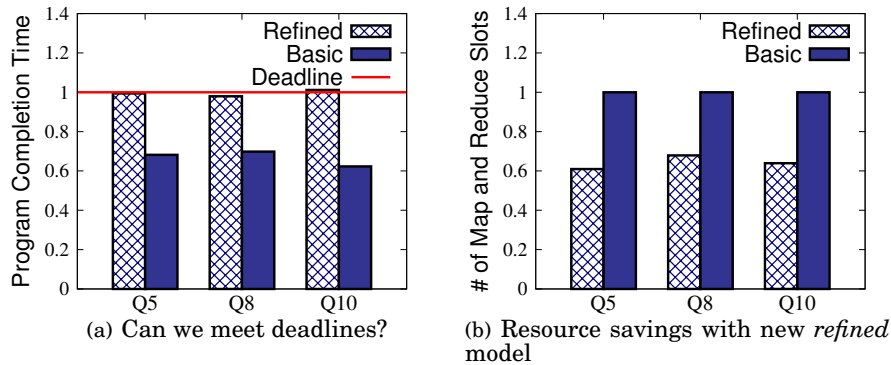 Program Completion Time
1.4
1.2
1
0.8
0.6
0.4
0.2
0
Refined
Basic
Deadline
Q5 Q8 Q10
(a) Can we meet deadlines?
# of Map and Reduce Slots
1.4
1.2
1
0.8
0.6
0.4
0.2
0
Refined
Basic
Q5 Q8 Q10
(b) Resource savings with new refined
model